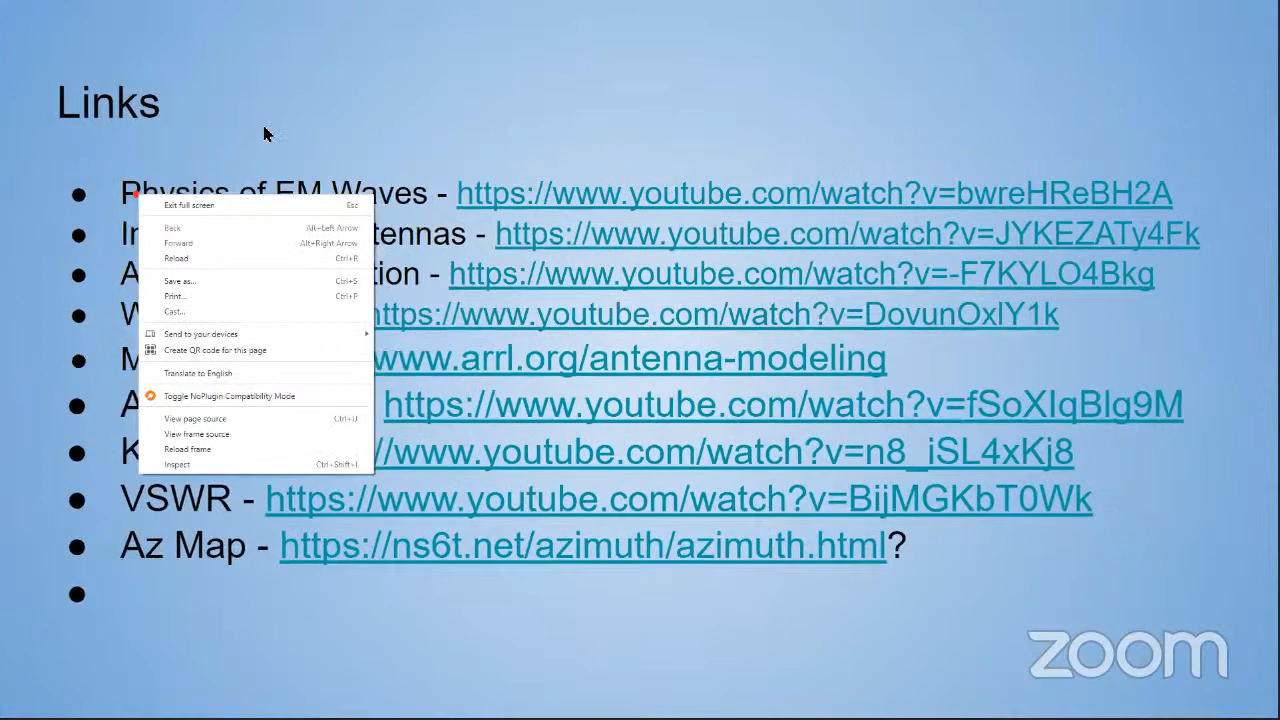 Links
● Physics of EM Waves - https://www.youtube.com/watch?v=bwreHReBH2A
● In tennas - https://www.youtube.com/watch?v=JYKEZATy4Fk
● A tion - https://www.youtube.com/watch?v=-F7KYLO4Bkg
● W https://www.youtube.com/watch?v=DovunOxlY1k
● M www.arrl.org/antenna-modeling
● A https://www.youtube.com/watch?v=fSoXIqBlg9M
● K //www.youtube.com/watch?v=n8_iSL4xKj8
● VSWR - https://www.youtube.com/watch?v=BijMGKbT0Wk
● Az Map - https://ns6t.net/azimuth/azimuth.html?
●
Exit full screen Esc
Back Alt+Left Arrow
Forward Alt+Right Arrow
Reload Ctrl+R
Save as... Ctrl+S
Print... Ctrl+P
Cast...
Send to your devices
Create QR code for this page
Translate to English
Toggle NoPlugin Compatibility Mode
View page source Ctrl+U
View frame source
Reload frame
Inspect Ctrl+Shift+I
zoom